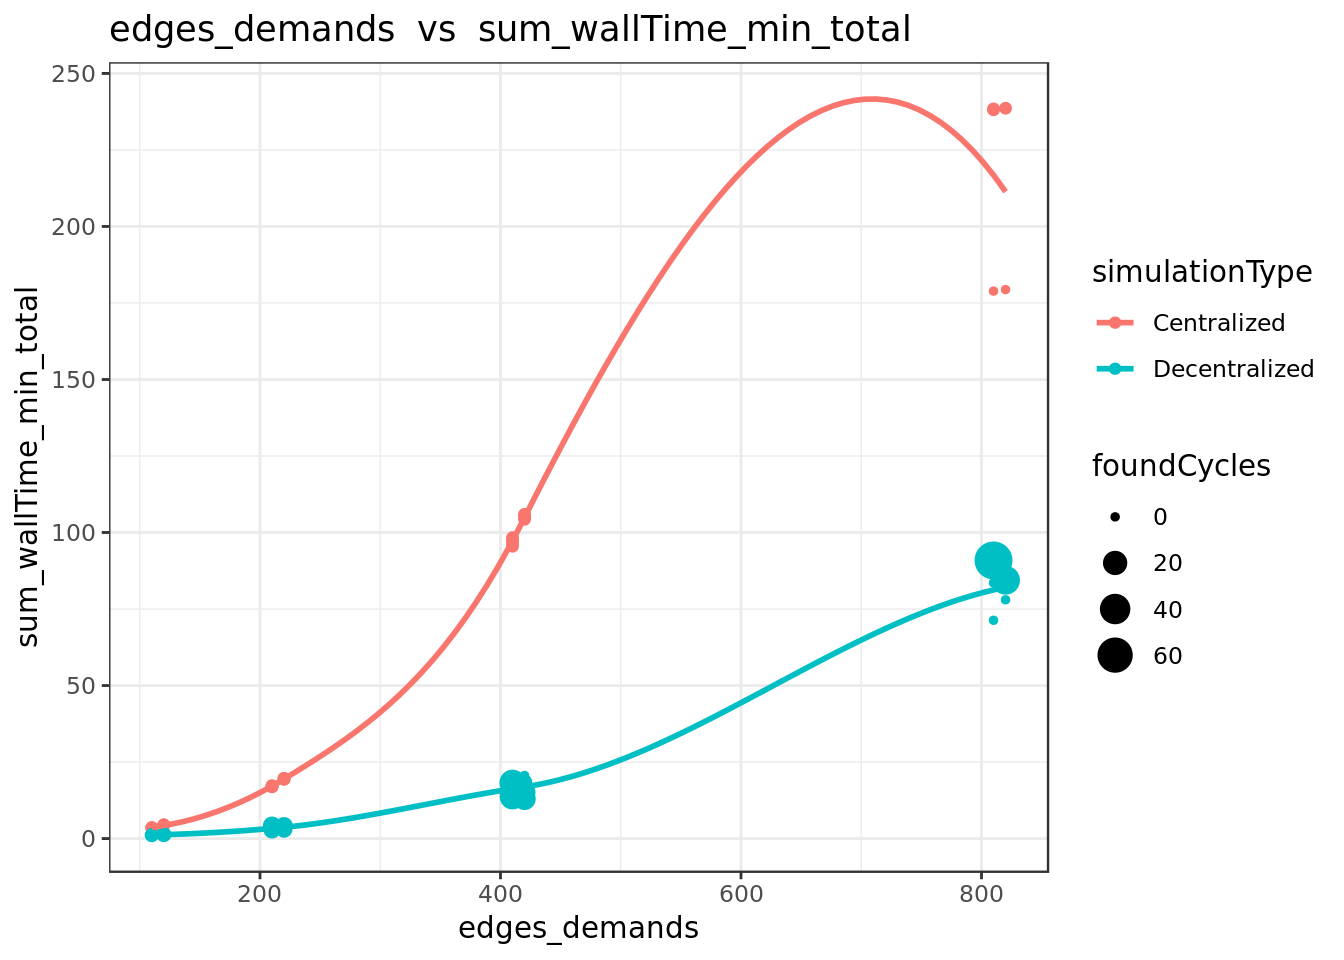 edges_demands vs sum_wallTime_min_total
sum_wallTime_min_total
250
200
150
100
50
0
200 400 600 800
edges_demands
simulationType
Centralized
Decentralized
foundCycles
0
20
40
60